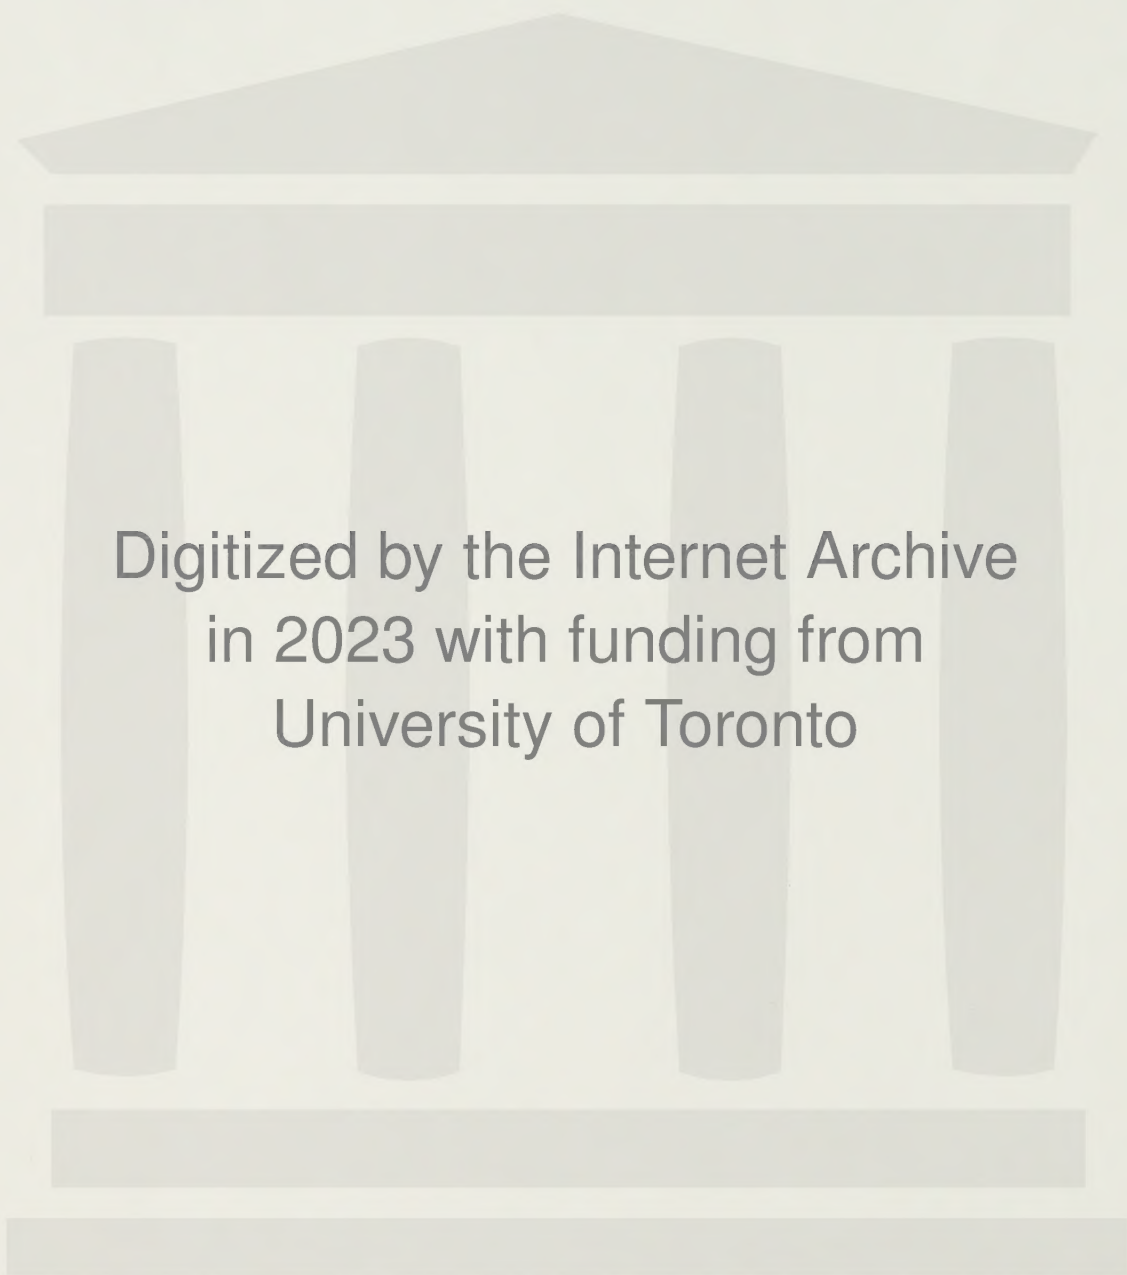 Digitized by the Internet Archive
in 2023 with funding from
University of Toronto